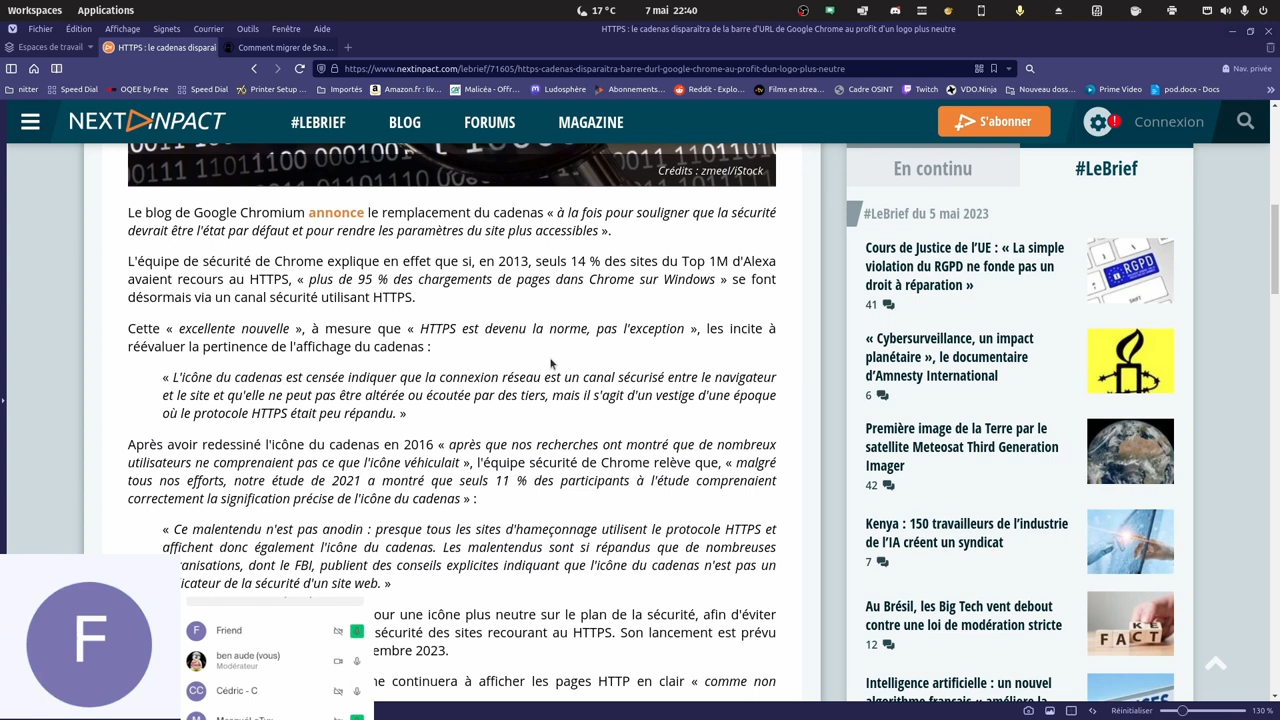 Workspaces
7 mai 2240
Fichier Édition Affichage Signets Courrier Outils Fenêtre Aide
HTTPS : le cadenas disparaîtra de la barre d'URL de Google Chrome au profit d'un logo plus neutre
Espaces de travail
HTTPS : le cadenas disparaî
Comment migrer de Sna...
https://www.nextinpact.com/lebrief/71605/https-cadenas-disparaitra-barre-durl-google-chrome-au-profit-dun-logo-plus-neutre
Nav. privée
nitter Speed Dial OQEE by Free Speed Dial Printer Setup ... Importés Amazon.fr : liv... Malicéa - Offr... Ludosphère Abonnements... Reddit - Explo... Films en strea... Cadre OSINT Twitch VDO.Ninja Nouveau doss... Prime Video pod.docx - Docs
NEXT INPACT
#LEBRIEF BLOG FORUMS MAGAZINE
S'abonner
Connexion
Crédits : zmeel/iStock
Le blog de Google Chromium annonce le remplacement du cadenas « à la fois pour souligner que la sécurité
devrait être l'état par défaut et pour rendre les paramètres du site plus accessibles ».
L'équipe de sécurité de Chrome explique en effet que si, en 2013, seuls 14 % des sites du Top 1M d'Alexa
avaient recours au HTTPS, « plus de 95 % des chargements de pages dans Chrome sur Windows » se font
désormais via un canal sécurité utilisant HTTPS.
Cette « excellente nouvelle », à mesure que « HTTPS est devenu la norme, pas l'exception », les incite à
réévaluer la pertinence de l'affichage du cadenas :
« L'icône du cadenas est censée indiquer que la connexion réseau est un canal sécurisé entre le navigateur
et le site et qu'elle ne peut pas être altérée ou écoutée par des tiers, mais il s'agit d'un vestige d'une époque
où le protocole HTTPS était peu répandu. »
Après avoir redessiné l'icône du cadenas en 2016 « après que nos recherches ont montré que de nombreux
utilisateurs ne comprenaient pas ce que l'icône véhiculait », l'équipe sécurité de Chrome relève que, « malgré
tous nos efforts, notre étude de 2021 a montré que seuls 11 % des participants à l'étude comprenaient
correctement la signification précise de l'icône du cadenas » :
« Ce malentendu n'est pas anodin : presque tous les sites d'hameçonnage utilisent le protocole HTTPS et
affichent donc également l'icône du cadenas. Les malentendus sont si répandus que de nombreuses
ganisations, dont le FBI, publient des conseils explicites indiquant que l'icône du cadenas n'est pas un
icateur de la sécurité d'un site web. »
our une icône plus neutre sur le plan de la sécurité, afin d'éviter
sécurité des sites recourant au HTTPS. Son lancement est prévu
embre 2023.
ne continuera à afficher les pages HTTP en clair « comme non
F
F Friend
ben aude (vous)
Modérateur
CC Cédric - C
En continu
#LeBrief
#LeBrief du 5 mai 2023
Cours de Justice de l'UE : « La simple
violation du RGPD ne fonde pas un
droit à réparation »
41
RGPD
« Cybersurveillance, un impact
planétaire », le documentaire
d'Amnesty International
6
Première image de la Terre par le
satellite Meteosat Third Generation
Imager
42
Kenya : 150 travailleurs de l'industrie
de l'IA créent un syndicat
7
Au Brésil, les Big Tech vent debout
contre une loi de modération stricte
12
FACT
Intelligence artificielle : un nouvel
algorithme français « améliore la
Réinitialiser
130 %